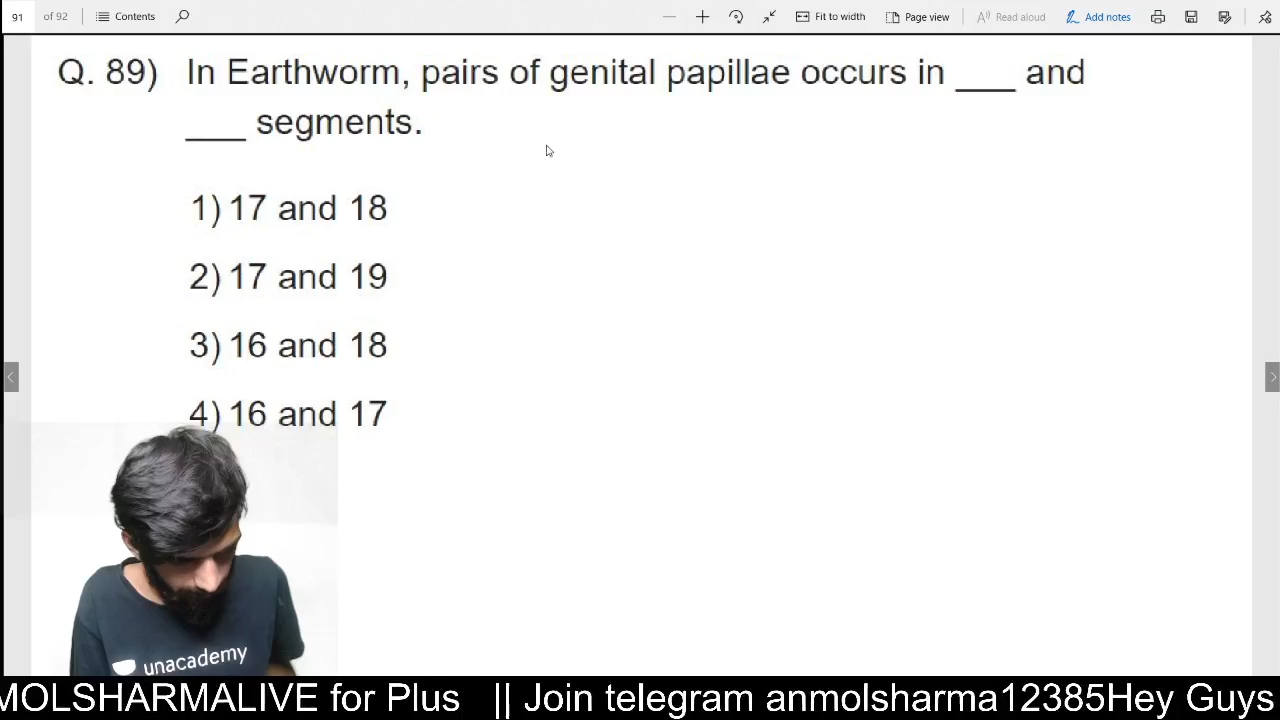 91 of 92 Contents Fit to width Page view Read aloud Add notes
Q. 89) In Earthworm, pairs of genital papillae occurs in ___ and
___ segments.
1) 17 and 18
2) 17 and 19
3) 16 and 18
4) 16 and 17
unacademy
MOLSHARMALIVE for Plus || Join telegram anmolsharma12385Hey Guys